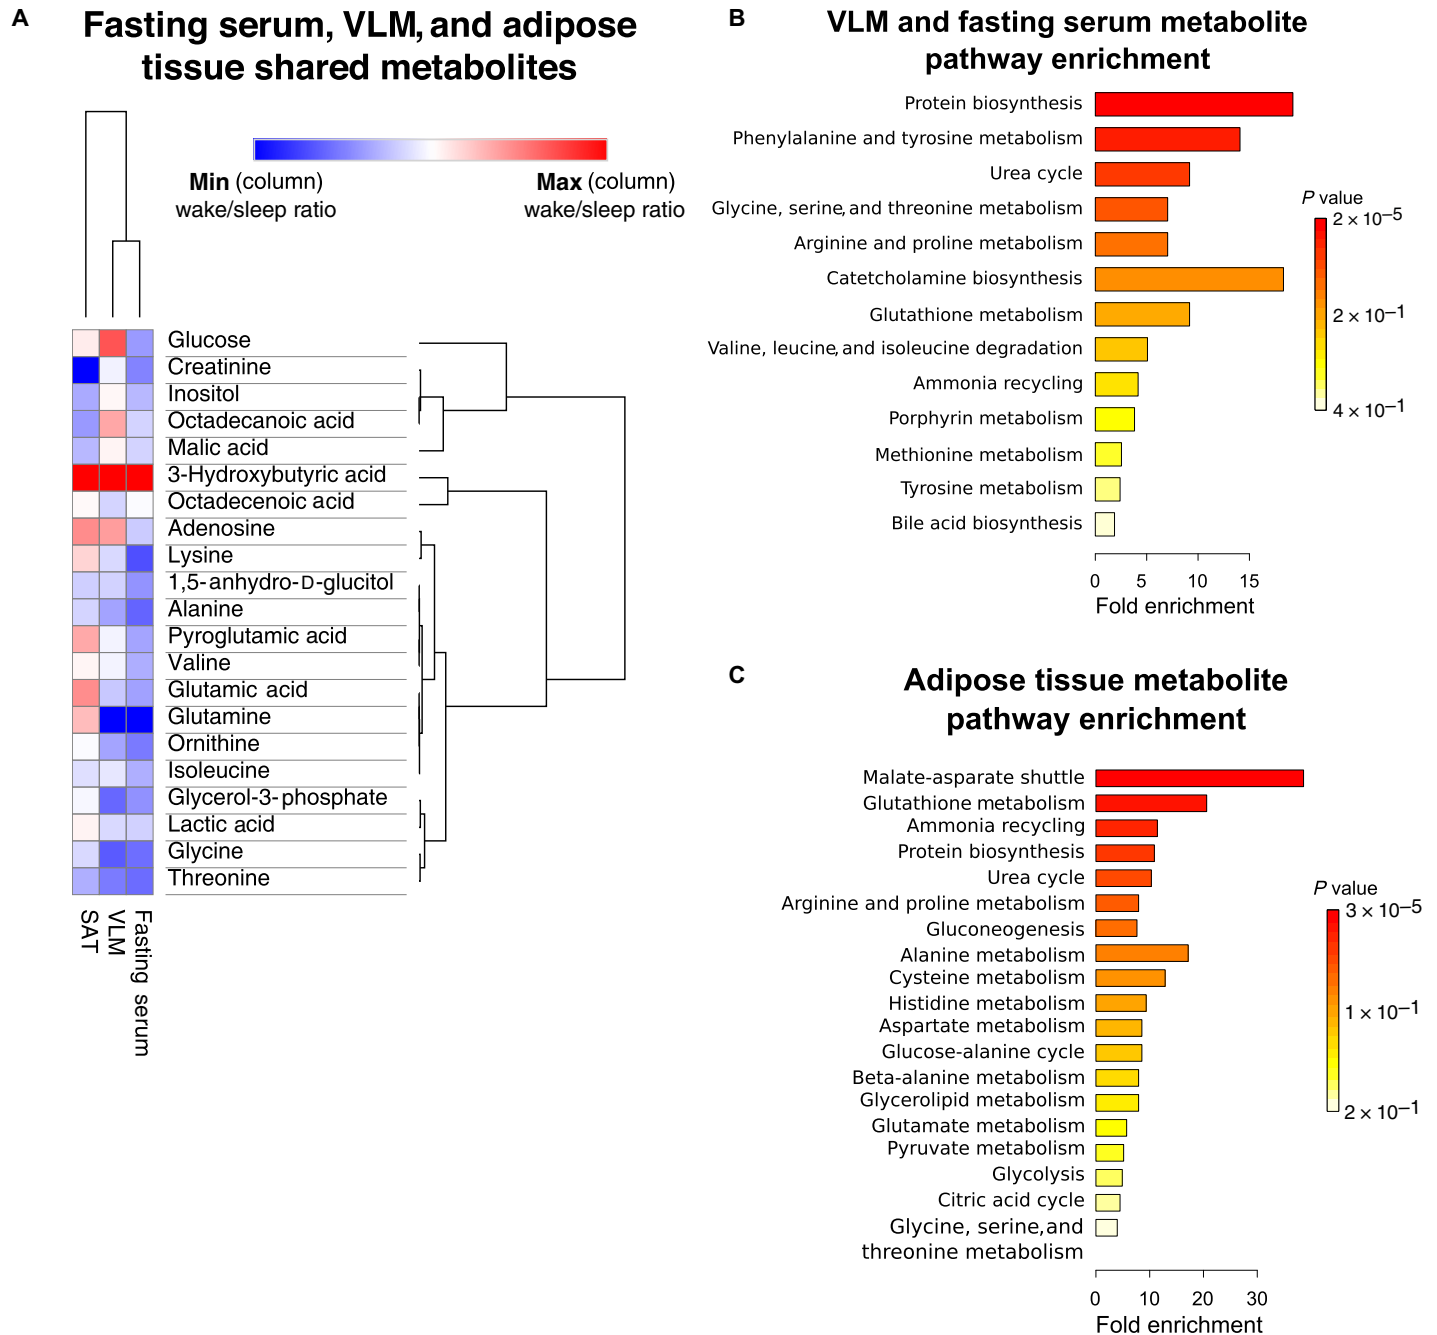 A
Fasting serum, VLM, and adipose
tissue shared metabolites
Min (column)
wake/sleep ratio
Max (column)
wake/sleep ratio
Glucose
Creatinine
Inositol
Octadecanoic acid
Malic acid
3-Hydroxybutyric acid
Octadecenoic acid
Adenosine
Lysine
1,5-anhydro-D-glucitol
Alanine
Pyroglutamic acid
Valine
Glutamic acid
Glutamine
Ornithine
Isoleucine
Glycerol-3-phosphate
Lactic acid
Glycine
Threonine
SAT
VLM
Fasting serum
B
VLM and fasting serum metabolite
pathway enrichment
Protein biosynthesis
Phenylalanine and tyrosine metabolism
Urea cycle
Glycine, serine, and threonine metabolism
Arginine and proline metabolism
Catetcholamine biosynthesis
Glutathione metabolism
Valine, leucine, and isoleucine degradation
Ammonia recycling
Porphyrin metabolism
Methionine metabolism
Tyrosine metabolism
Bile acid biosynthesis
0 5 10 15
Fold enrichment
P value
2 × 10–5
2 × 10–1
4 × 10–1
C
Adipose tissue metabolite
pathway enrichment
Malate-asparate shuttle
Glutathione metabolism
Ammonia recycling
Protein biosynthesis
Urea cycle
Arginine and proline metabolism
Gluconeogenesis
Alanine metabolism
Cysteine metabolism
Histidine metabolism
Aspartate metabolism
Glucose-alanine cycle
Beta-alanine metabolism
Glycerolipid metabolism
Glutamate metabolism
Pyruvate metabolism
Glycolysis
Citric acid cycle
Glycine, serine, and
threonine metabolism
0 10 20 30
Fold enrichment
P value
3 × 10–5
1 × 10–1
2 × 10–1